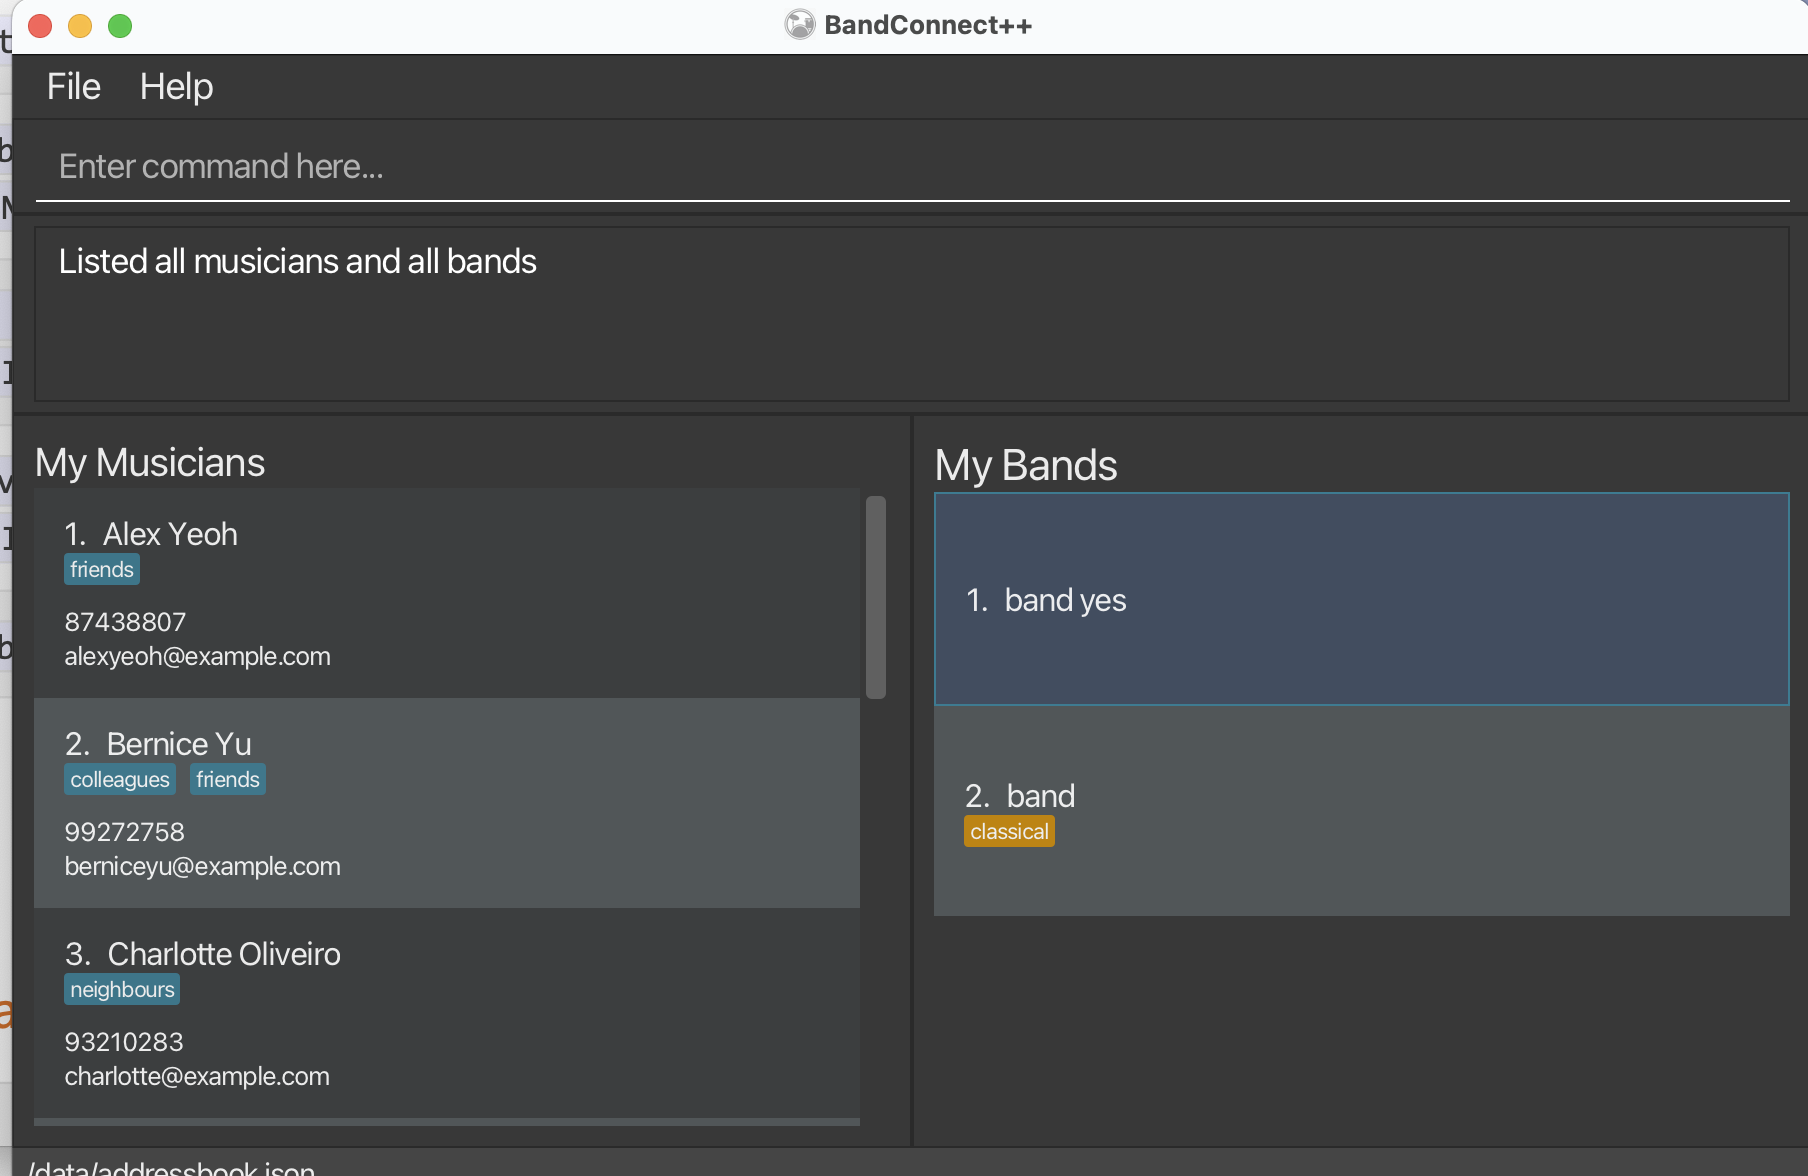 BandConnect++
File Help
Enter command here...
Listed all musicians and all bands
My Musicians
1. Alex Yeoh
friends
87438807
alexyeoh@example.com
2. Bernice Yu
colleagues friends
99272758
berniceyu@example.com
3. Charlotte Oliveiro
neighbours
93210283
charlotte@example.com
My Bands
1. band yes
2. band
classical
/data/addressbook.json